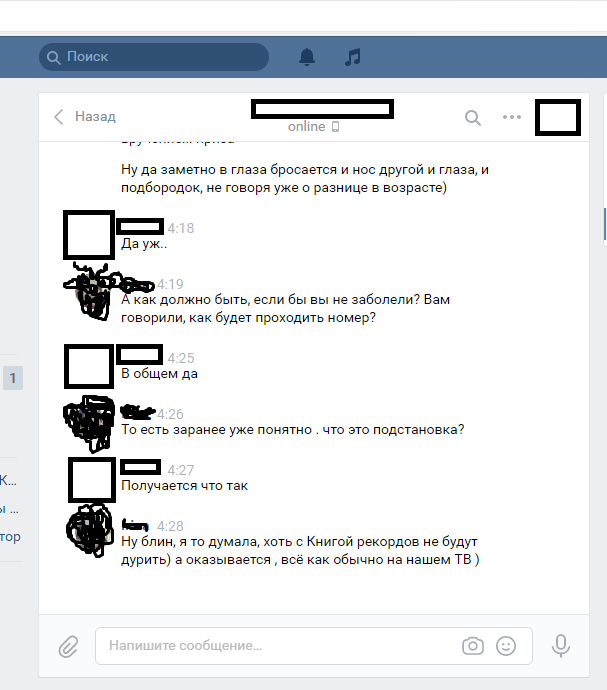 Поиск
Назад
online
Ну да заметно в глаза бросается и нос другой и глаза, и
подбородок, не говоря уже о разнице в возрасте)
4:18
Да уж..
4:19
А как должно быть, если бы вы не заболели? Вам
говорили, как будет проходить номер?
4:25
В общем да
1
4:26
То есть заранее уже понятно . что это подстановка?
4:27
Получается что так
К...
ы ...
4:28
тор
Ну блин, я то думала, хоть с Книгой рекордов не будут
дурить) а оказывается , всё как обычно на нашем ТВ )
Напишите сообщение...